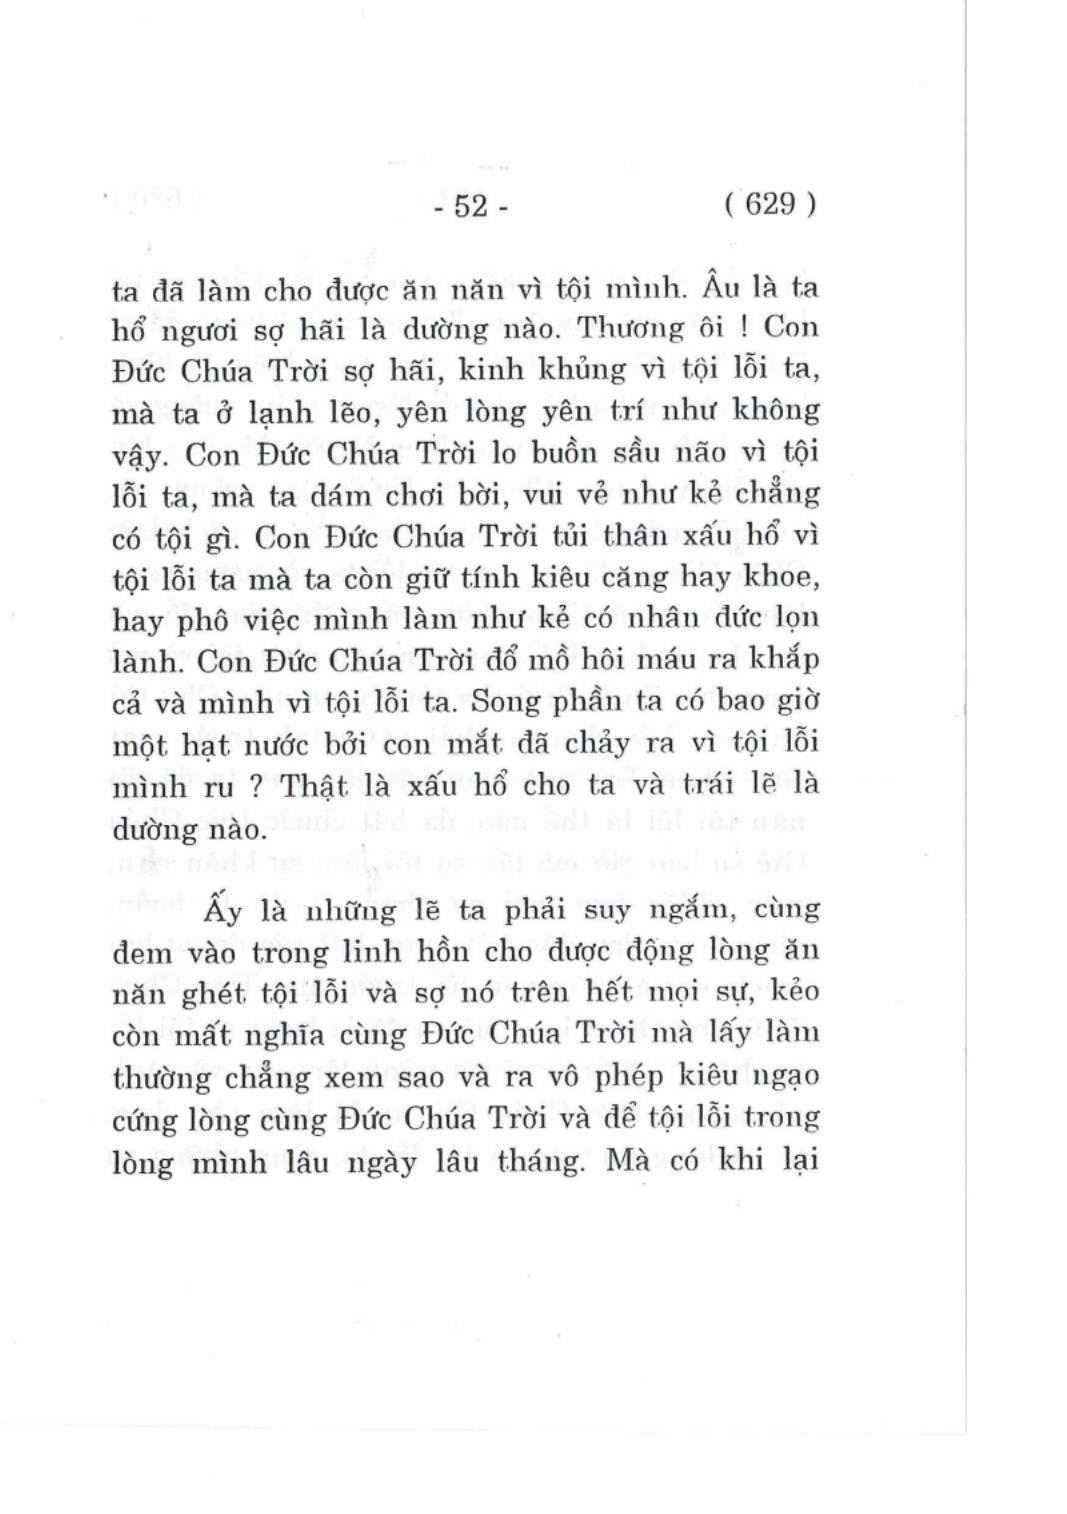 - 52 - ( 629 )
ta đã làm cho được ăn năn vì tội mình. Âu là ta
hổ ngươi sợ hãi là dường nào. Thương ôi ! Con
Đức Chúa Trời sợ hãi, kinh khủng vì tội lỗi ta,
mà ta ở lạnh lẽo, yên lòng yên trí như không
vậy. Con Đức Chúa Trời lo buồn sầu não vì tội
lỗi ta, mà ta dám chơi bời, vui vẻ như kẻ chẳng
có tội gì. Con Đức Chúa Trời tủi thân xấu hổ vì
tội lỗi ta mà ta còn giữ tính kiêu căng hay khoe,
hay phô việc mình làm như kẻ có nhân đức lọn
lành. Con Đức Chúa Trời đổ mồ hôi máu ra khắp
cả và mình vì tội lỗi ta. Song phần ta có bao giờ
một hạt nước bởi con mắt đã chảy ra vì tội lỗi
mình ru ? Thật là xấu hổ cho ta và trái lẽ là
dường nào.
Ấy là những lẽ ta phải suy ngắm, cùng
đem vào trong linh hồn cho được động lòng ăn
năn ghét tội lỗi và sợ nó trên hết mọi sự, kẻo
còn mất nghĩa cùng Đức Chúa Trời mà lấy làm
thường chẳng xem sao và ra vô phép kiêu ngạo
cứng lòng cùng Đức Chúa Trời và để tội lỗi trong
lòng mình lâu ngày lâu tháng. Mà có khi lại